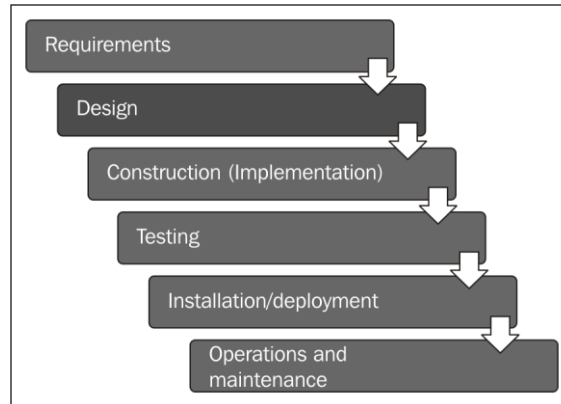 Requirements
Design
Construction (Implementation)
Testing
Installation/deployment
Operations and
maintenance